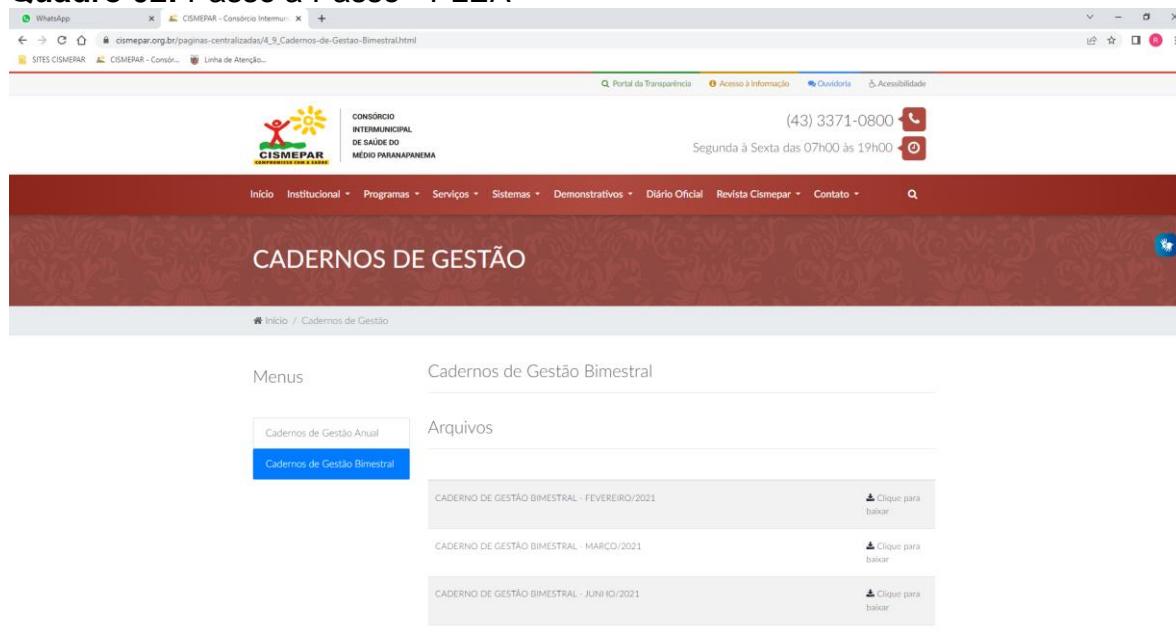 WhatsApp
CISMEPAR - Consórcio Intermun
cismepar.org.br/paginas-centralizadas/4_9_Cadernos-de-Gestao-Bimestral.html
R
SITES CISMEPAR
CISMEPAR - Consór...
Linha de Atenção...
Portal da Transparência
Acesso à Informação
Ouvidoria
Acessibilidade
CISMEPAR
COMPROMISSO COM A SAÚDE
CONSÓRCIO
INTERMUNICIPAL
DE SAÚDE DO
MÉDIO PARANAPANEMA
(43) 3371-0800
Segunda à Sexta das 07h00 às 19h00
Início Institucional Programas Serviços Sistemas Demonstrativos Diário Oficial Revista Cismepar Contato
CADERNOS DE GESTÃO
Início / Cadernos de Gestão
Menus
Cadernos de Gestão Anual
Cadernos de Gestão Bimestral
Cadernos de Gestão Bimestral
Arquivos
CADERNO DE GESTÃO BIMESTRAL - FEVEREIRO/2021
Clique para
baixar
CADERNO DE GESTÃO BIMESTRAL - MARÇO/2021
Clique para
baixar
CADERNO DE GESTÃO BIMESTRAL - JUNHO/2021
Clique para
baixar